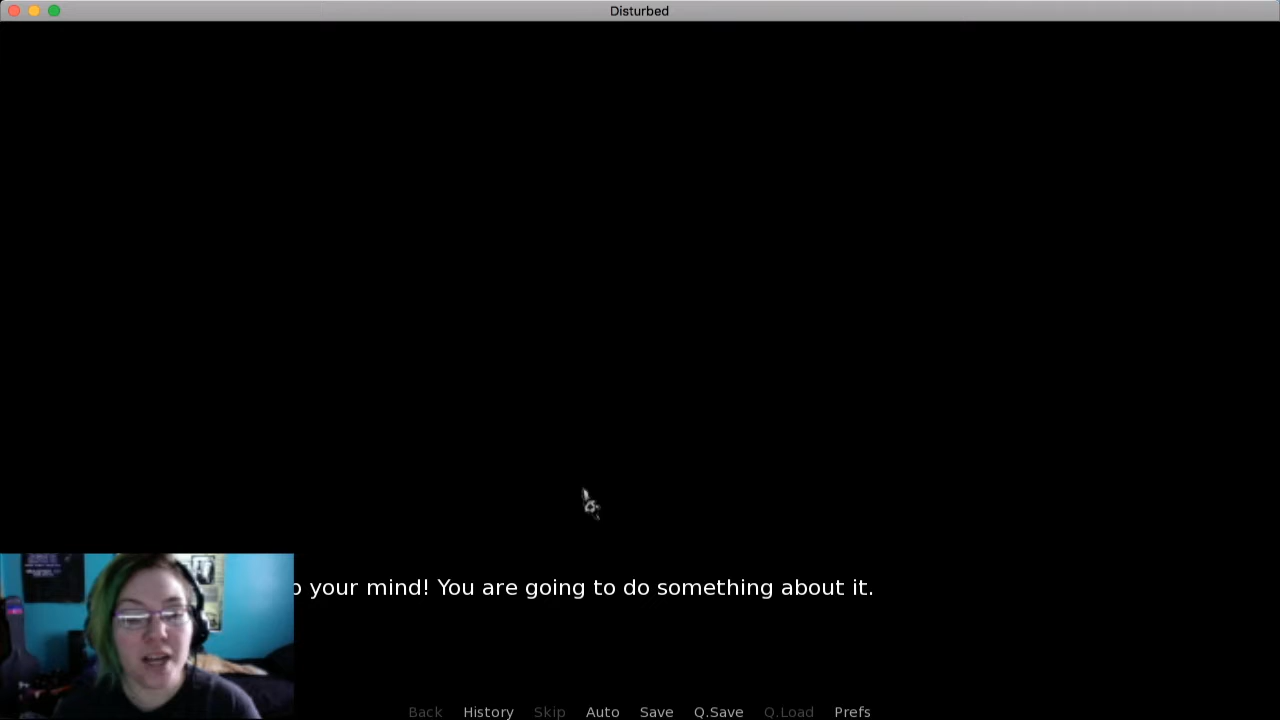 Disturbed
your mind! You are going to do something about it.
Back History Skip Auto Save Q.Save Q.Load Prefs